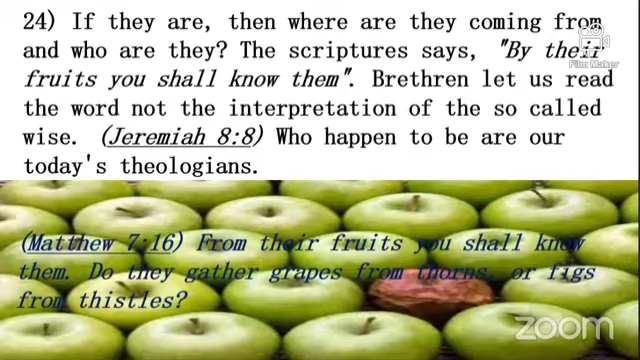 24) If they are, then where are they coming from
and who are they? The scriptures says, "By their
fruits you shall know them". Brethren let us read
the word not the interpretation of the so called
wise. (Jeremiah 8:8) Who happen to be are our
today's theologians.
(Matthew 7:16) From their fruits you shall know
them. Do they gather grapes from thorns, or figs
from thistles?
Film Maker
zoom